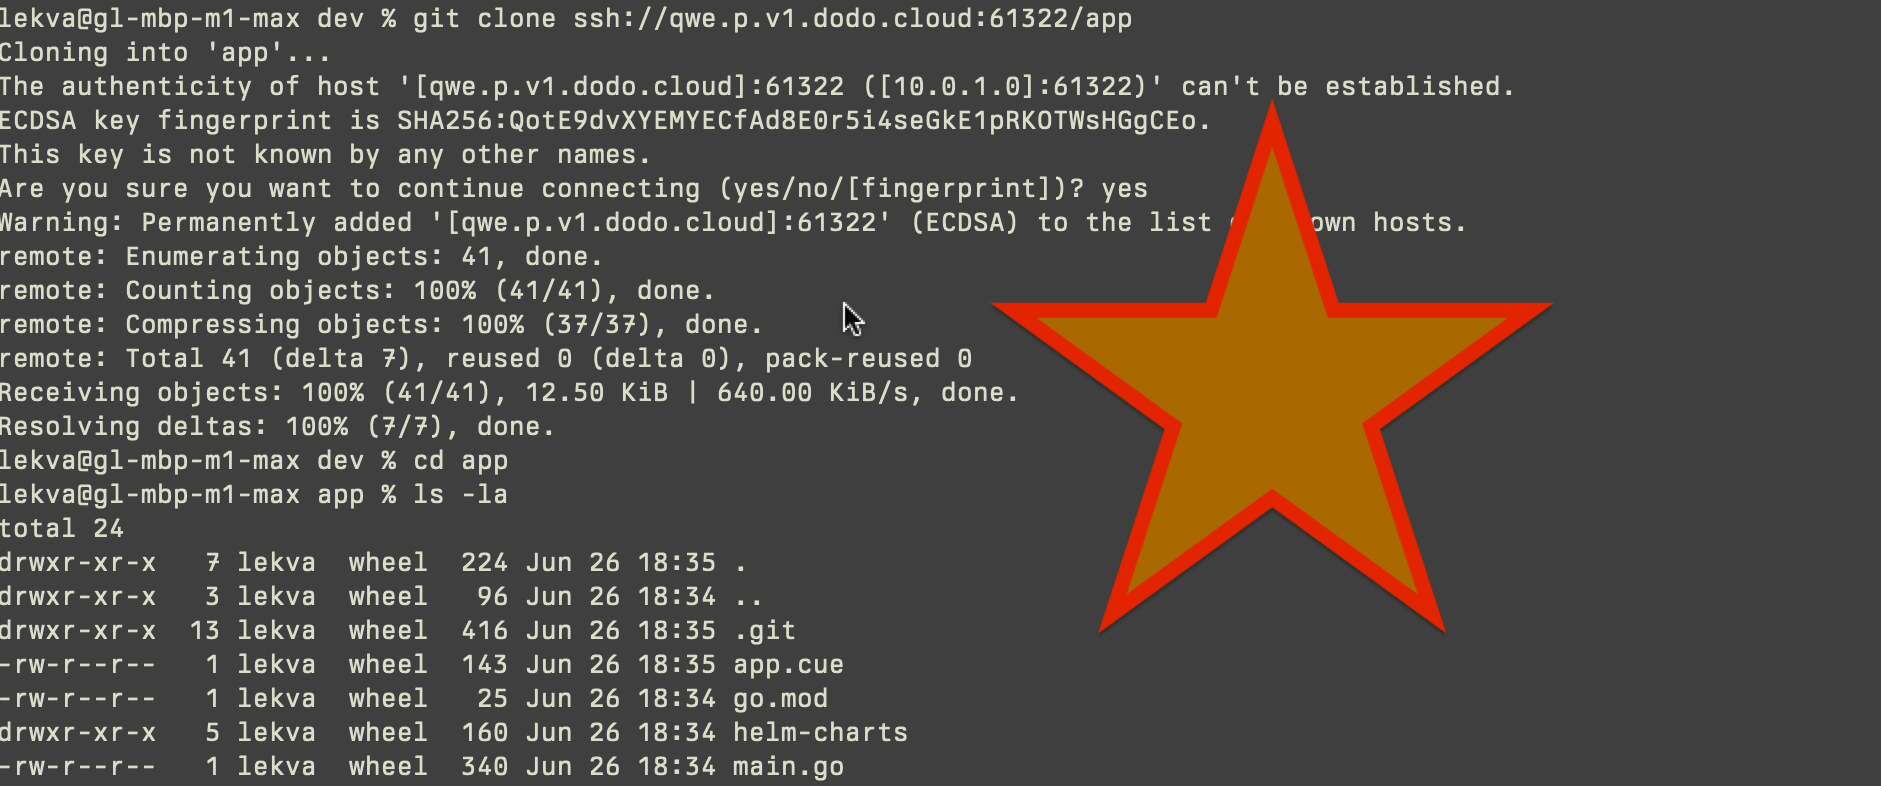 lekva@gl-mbp-m1-max dev % git clone ssh://qwe.p.v1.dodo.cloud:61322/app
Cloning into 'app'...
The authenticity of host '[qwe.p.v1.dodo.cloud]:61322 ([10.0.1.0]:61322)' can't be established.
ECDSA key fingerprint is SHA256:QotE9dvXYEMYECfAd8E0r5i4seGkE1pRKOTWsHGgCEo.
This key is not known by any other names.
Are you sure you want to continue connecting (yes/no/[fingerprint])? yes
Warning: Permanently added '[qwe.p.v1.dodo.cloud]:61322' (ECDSA) to the list own hosts.
remote: Enumerating objects: 41, done.
remote: Counting objects: 100% (41/41), done.
remote: Compressing objects: 100% (37/37), done.
remote: Total 41 (delta 7), reused 0 (delta 0), pack-reused 0
Receiving objects: 100% (41/41), 12.50 KiB | 640.00 KiB/s, done.
Resolving deltas: 100% (7/7), done.
lekva@gl-mbp-m1-max dev % cd app
lekva@gl-mbp-m1-max app % ls -la
total 24
drwxr-xr-x   7 lekva  wheel  224 Jun 26 18:35 .
drwxr-xr-x   3 lekva  wheel   96 Jun 26 18:34 ..
drwxr-xr-x  13 lekva  wheel  416 Jun 26 18:35 .git
-rw-r--r--   1 lekva  wheel  143 Jun 26 18:35 app.cue
-rw-r--r--   1 lekva  wheel   25 Jun 26 18:34 go.mod
drwxr-xr-x   5 lekva  wheel  160 Jun 26 18:34 helm-charts
-rw-r--r--   1 lekva  wheel  340 Jun 26 18:34 main.go